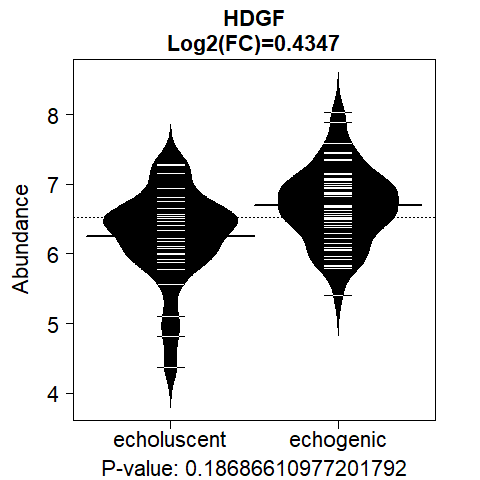 HDGF
Log2(FC)=0.4347
Abundance
8
7
6
5
4
echoluscent echogenic
P-value: 0.18686610977201792